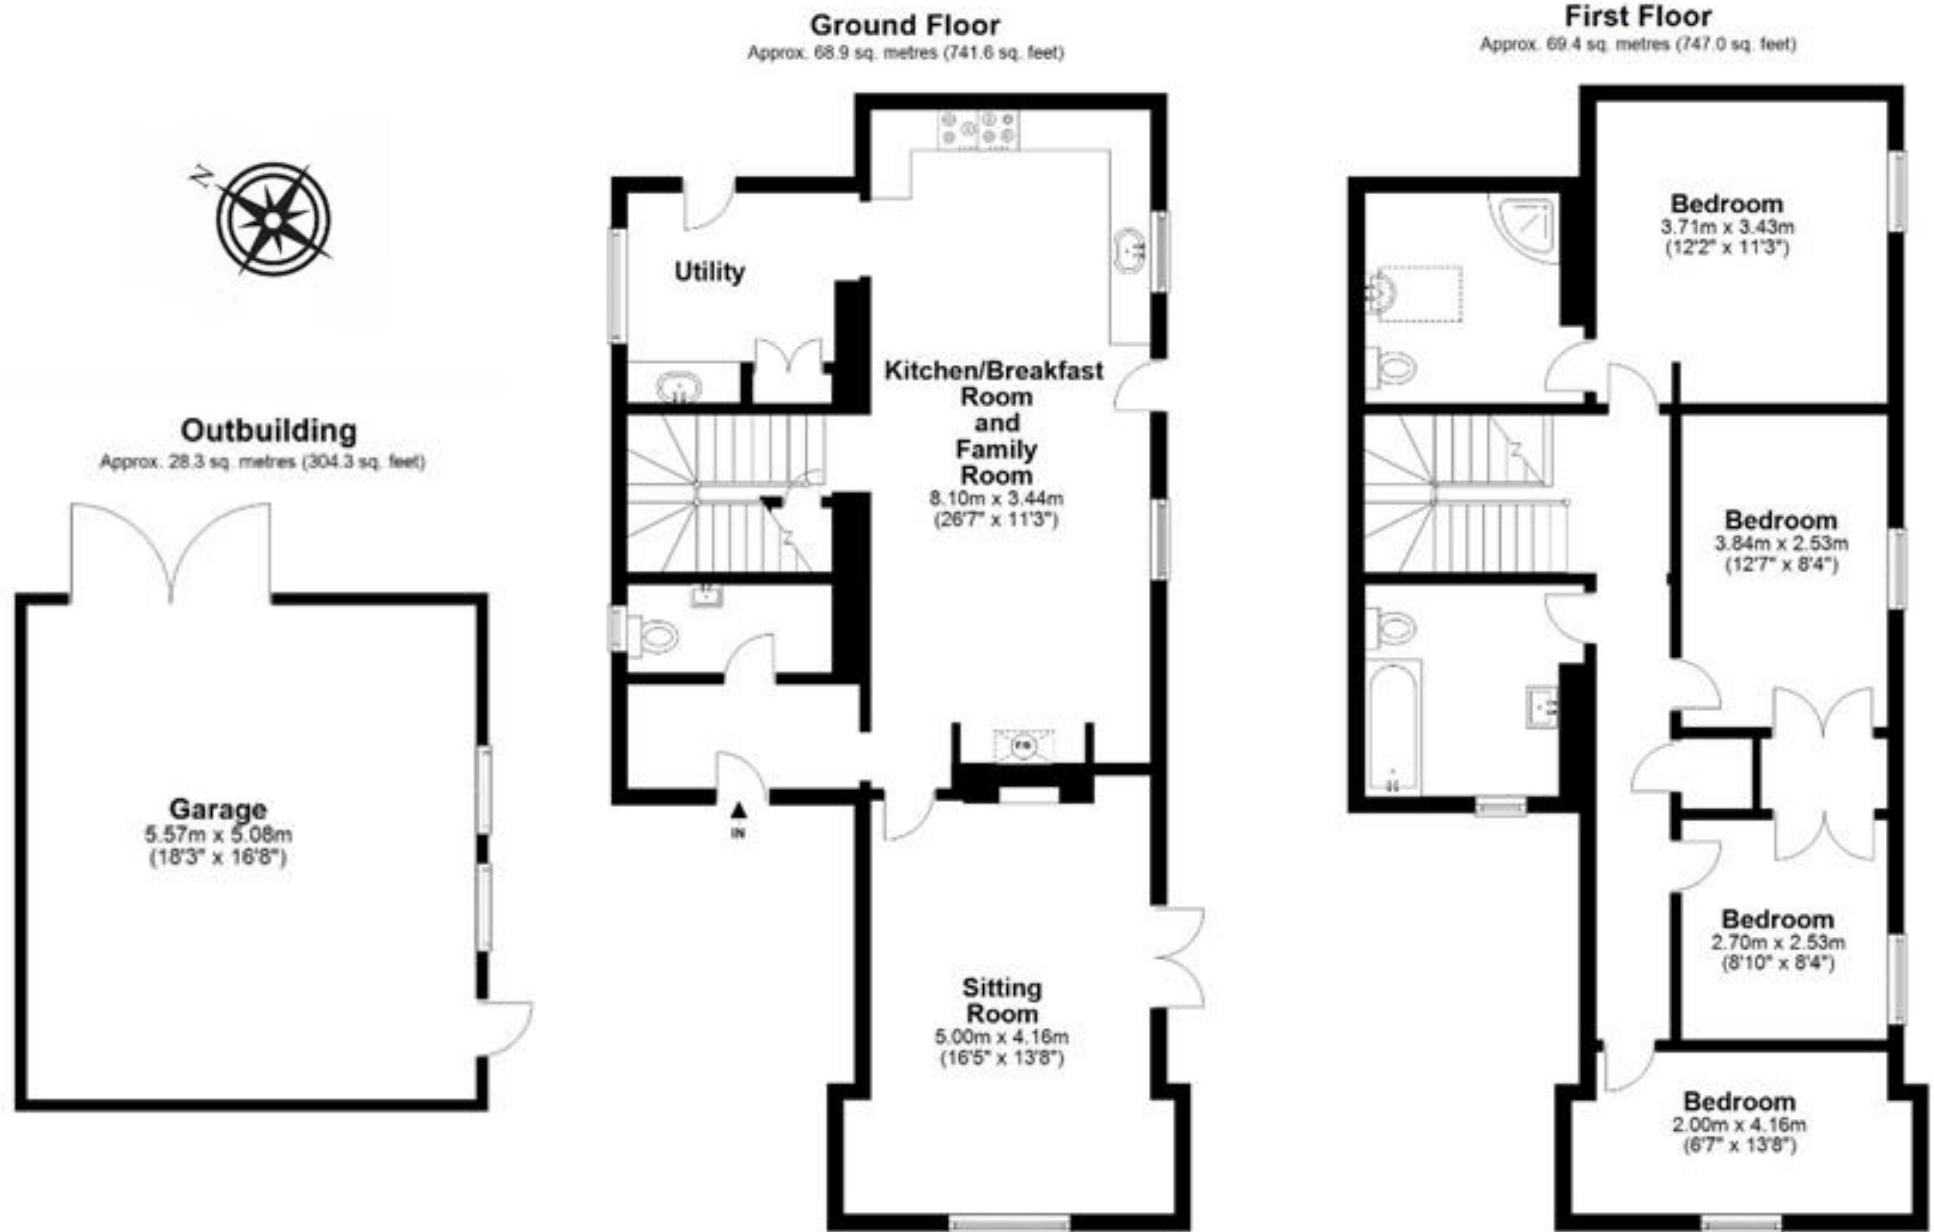 Ground Floor
Approx. 68.9 sq. metres (741.6 sq. feet)
First Floor
Approx. 69.4 sq. metres (747.0 sq. feet)
N
Outbuilding
Approx. 28.3 sq. metres (304.3 sq. feet)
Garage
5.57m x 5.08m
(18'3" x 16'8")
Utility
Kitchen/Breakfast
Room
and
Family
Room
8.10m x 3.44m
(26'7" x 11'3")
IN
Sitting
Room
5.00m x 4.16m
(16'5" x 13'8")
Bedroom
3.71m x 3.43m
(12'2" x 11'3")
Bedroom
3.84m x 2.53m
(12'7" x 8'4")
Bedroom
2.70m x 2.53m
(8'10" x 8'4")
Bedroom
2.00m x 4.16m
(6'7" x 13'8")